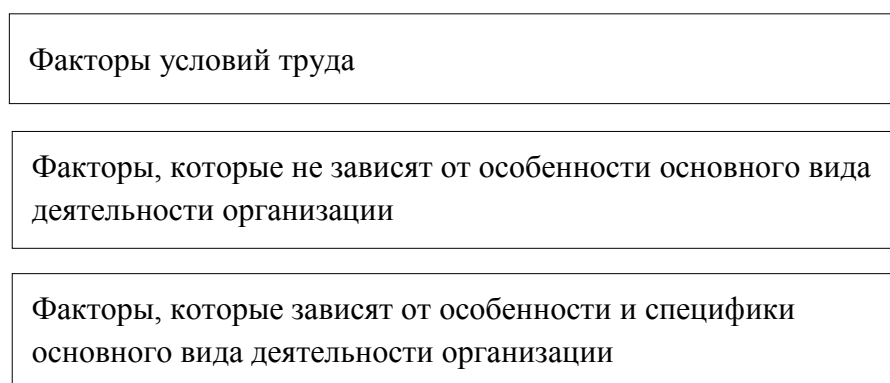 Факторы условий труда
Факторы, которые не зависят от особенности основного вида
деятельности организации
Факторы, которые зависят от особенности и специфики
основного вида деятельности организации